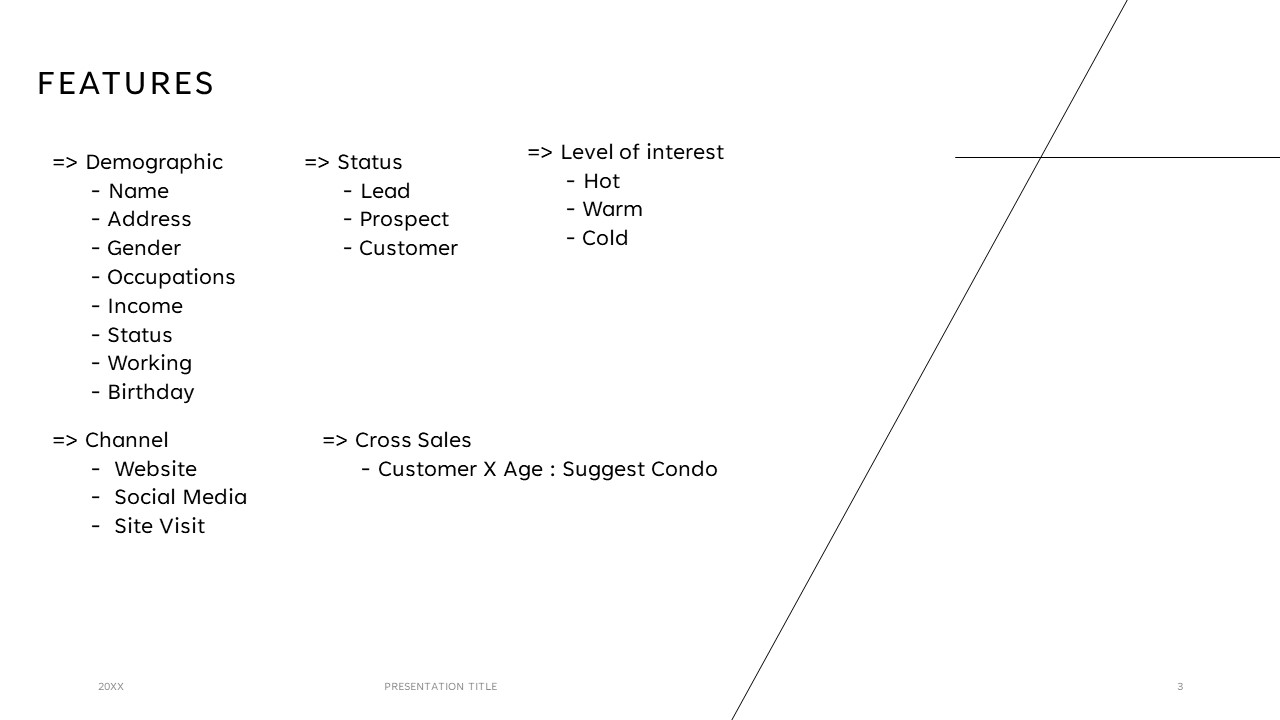 FEATURES
=> Demographic
- Name
- Address
- Gender
- Occupations
- Income
- Status
- Working
- Birthday
=> Status
- Lead
- Prospect
- Customer
=> Level of interest
- Hot
- Warm
- Cold
=> Channel
- Website
- Social Media
- Site Visit
=> Cross Sales
- Customer X Age : Suggest Condo
20XX
PRESENTATION TITLE
3